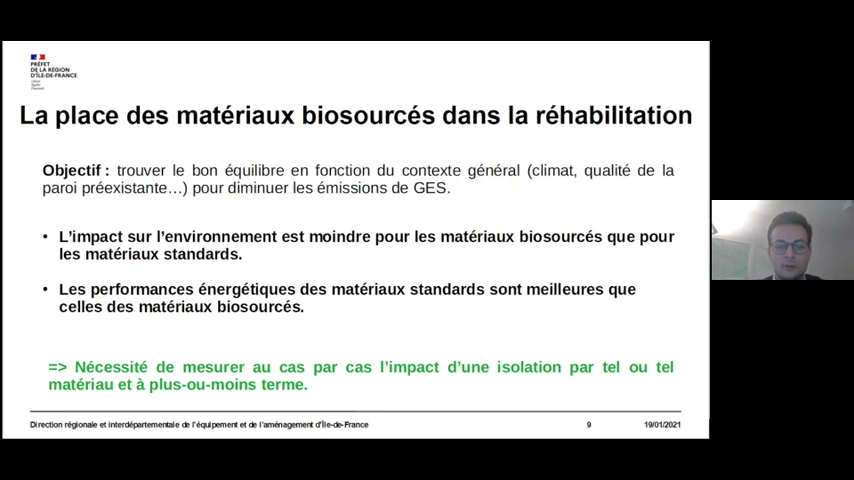 PRÉFET
DE LA RÉGION
D'ÎLE-DE-FRANCE
La place des matériaux biosourcés dans la réhabilitation
Objectif : trouver le bon équilibre en fonction du contexte général (climat, qualité de la
paroi préexistante…) pour diminuer les émissions de GES.
• L'impact sur l'environnement est moindre pour les matériaux biosourcés que pour
les matériaux standards.
• Les performances énergétiques des matériaux standards sont meilleures que
celles des matériaux biosourcés.
=> Nécessité de mesurer au cas par cas l'impact d'une isolation par tel ou tel
matériau et à plus-ou-moins terme.
Direction régionale et interdépartementale de l'équipement et de l'aménagement d'Île-de-France
9
19/01/2021